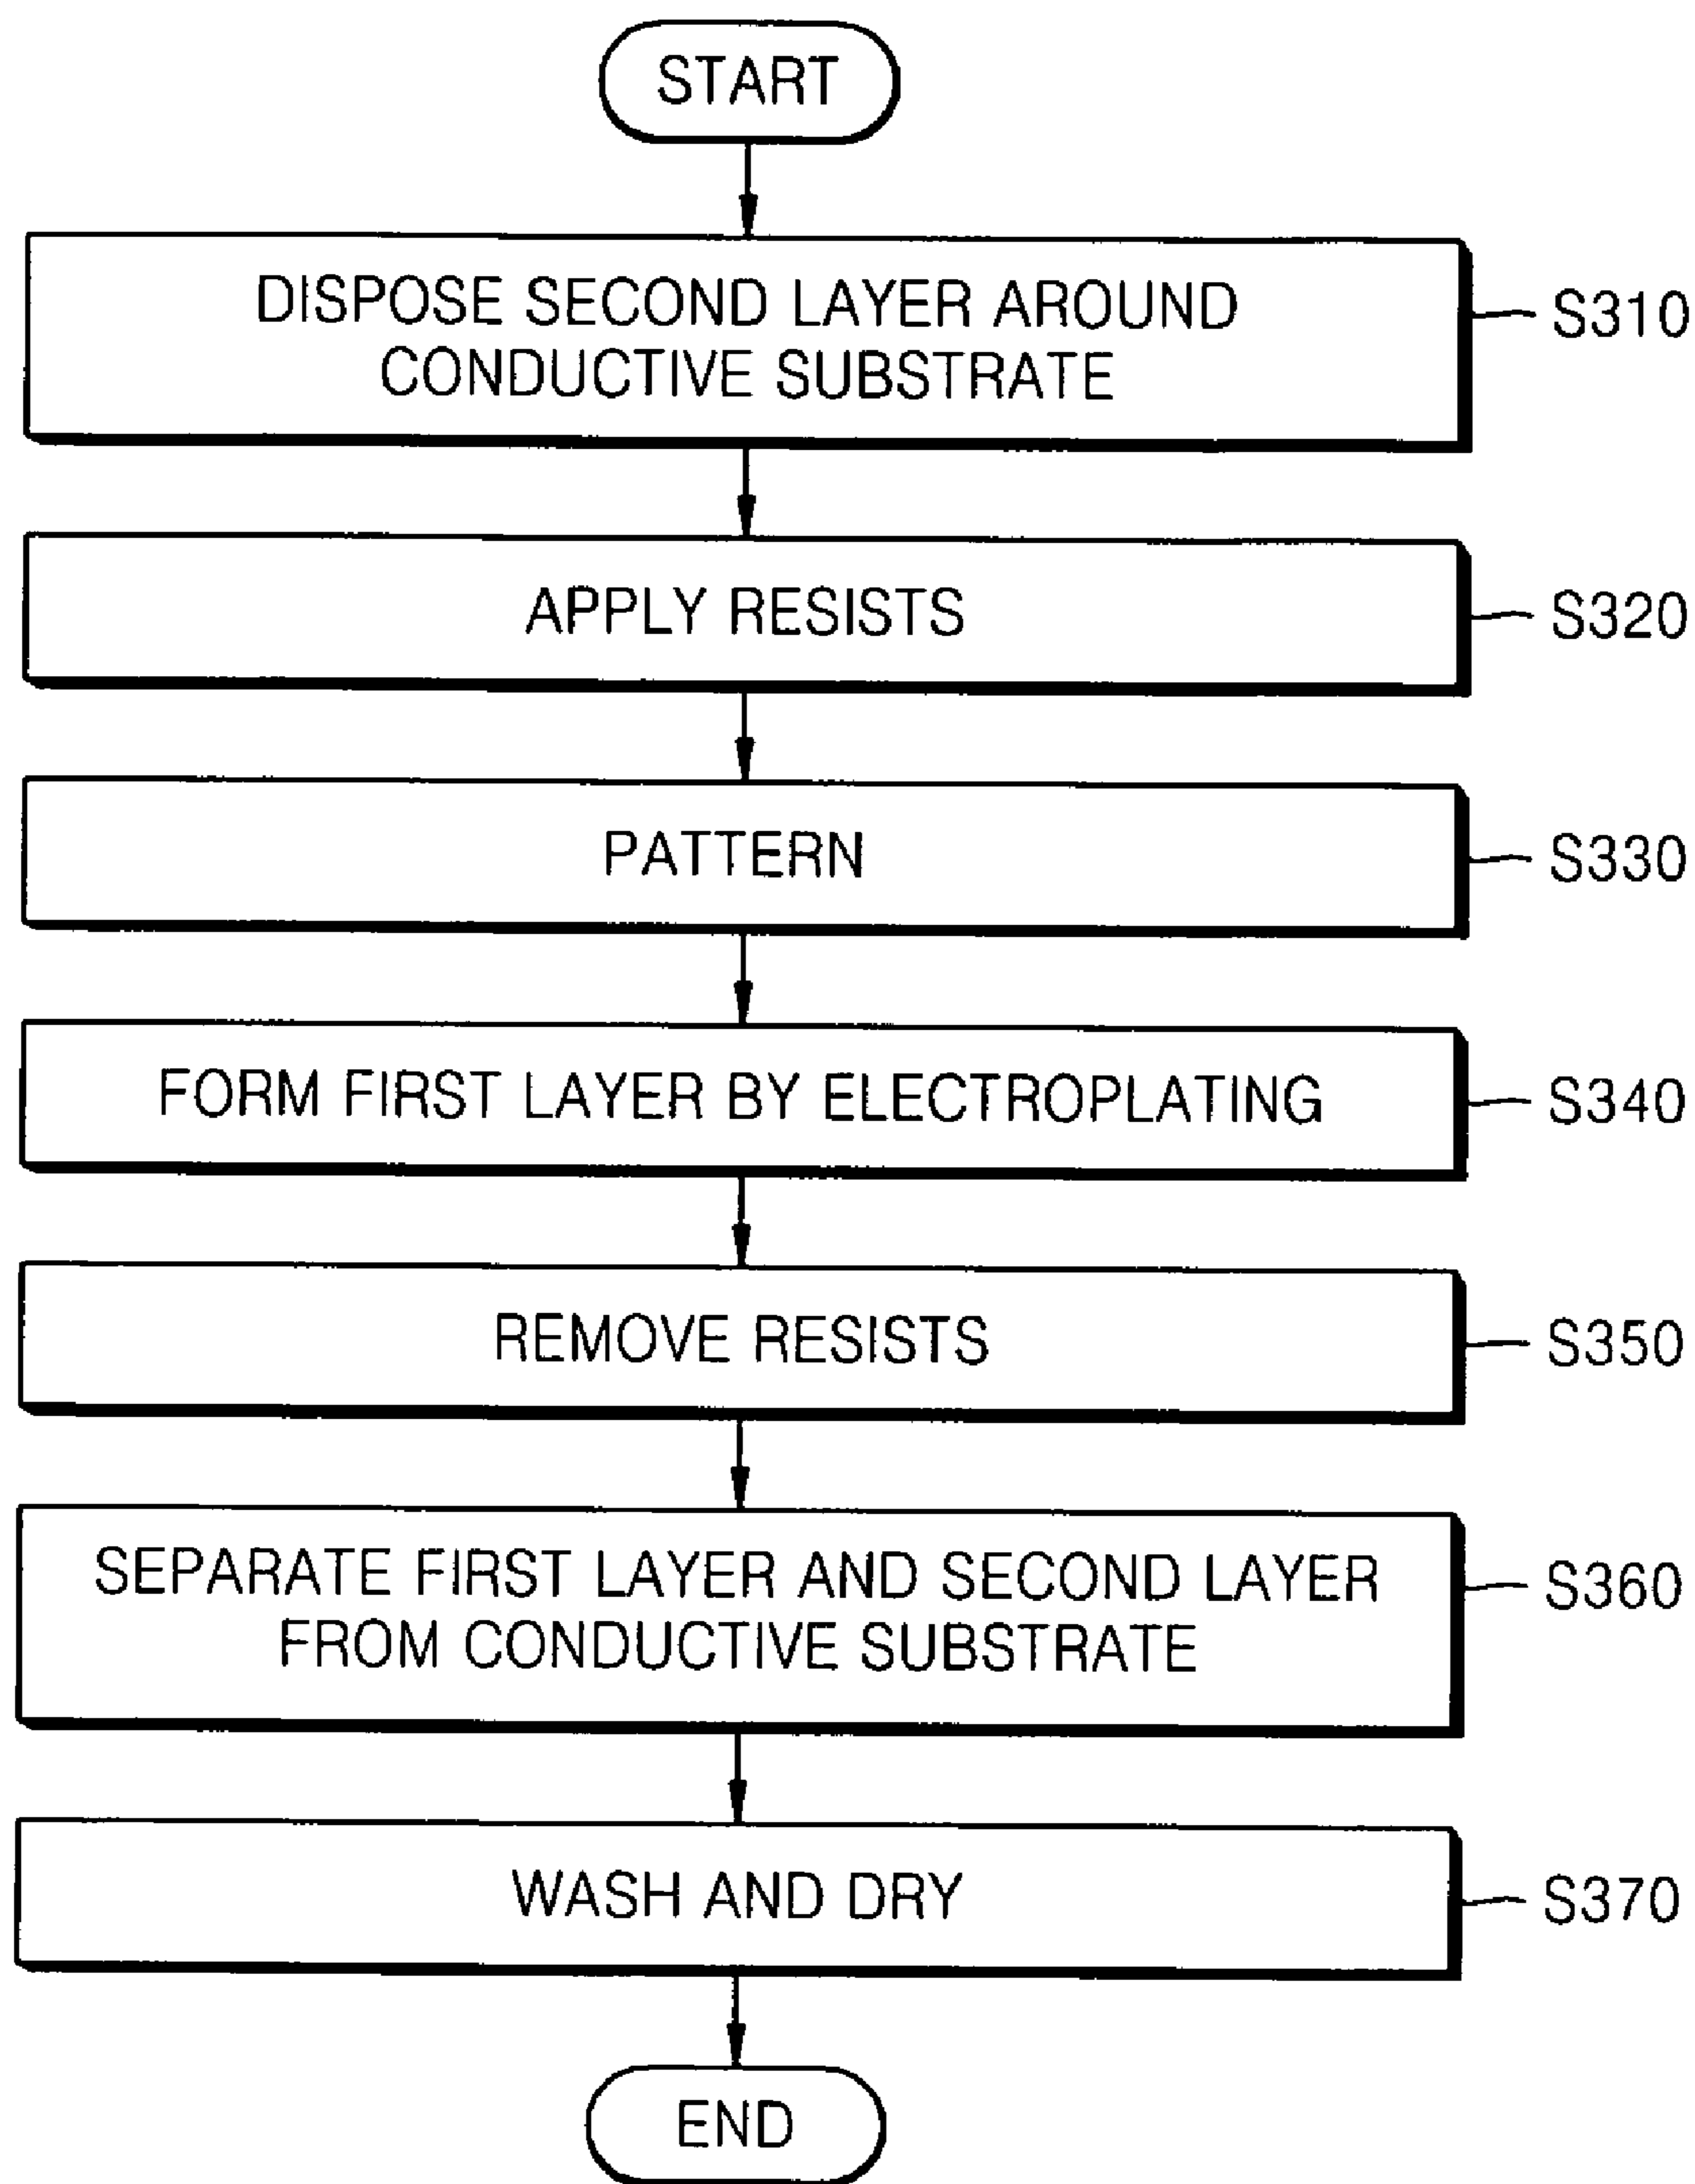 START
DISPOSE SECOND LAYER AROUND
CONDUCTIVE SUBSTRATE
S310
APPLY RESISTS
S320
PATTERN
S330
FORM FIRST LAYER BY ELECTROPLATING
S340
REMOVE RESISTS
S350
SEPARATE FIRST LAYER AND SECOND LAYER
FROM CONDUCTIVE SUBSTRATE
S360
WASH AND DRY
S370
END